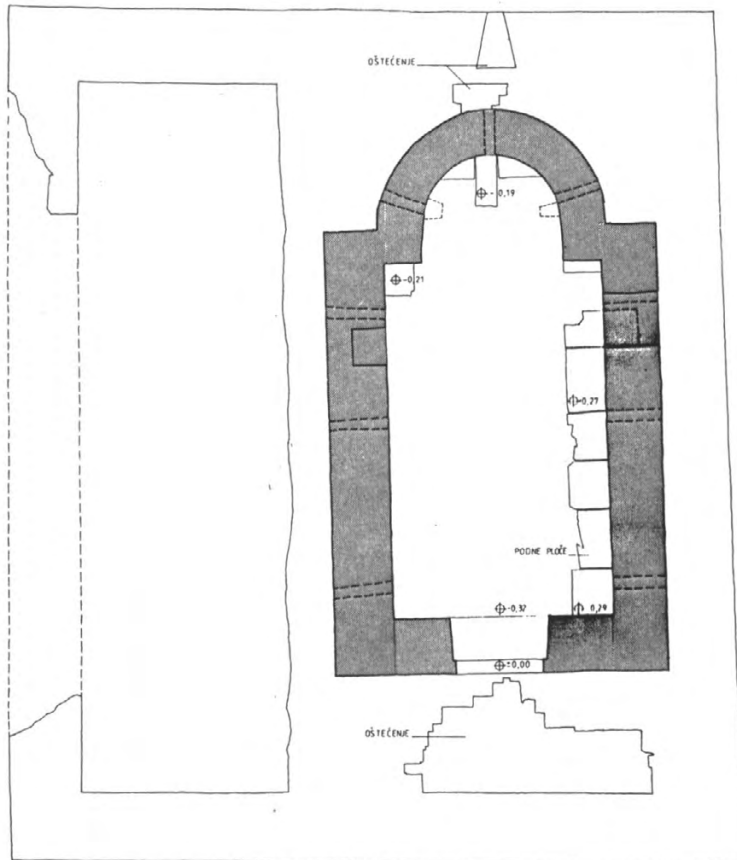 OŠTEĆENJE
-0,19
-0,21
-0,27
PODNE PLOČE
-0,32
0,29
±0,00
OŠTEĆENJE